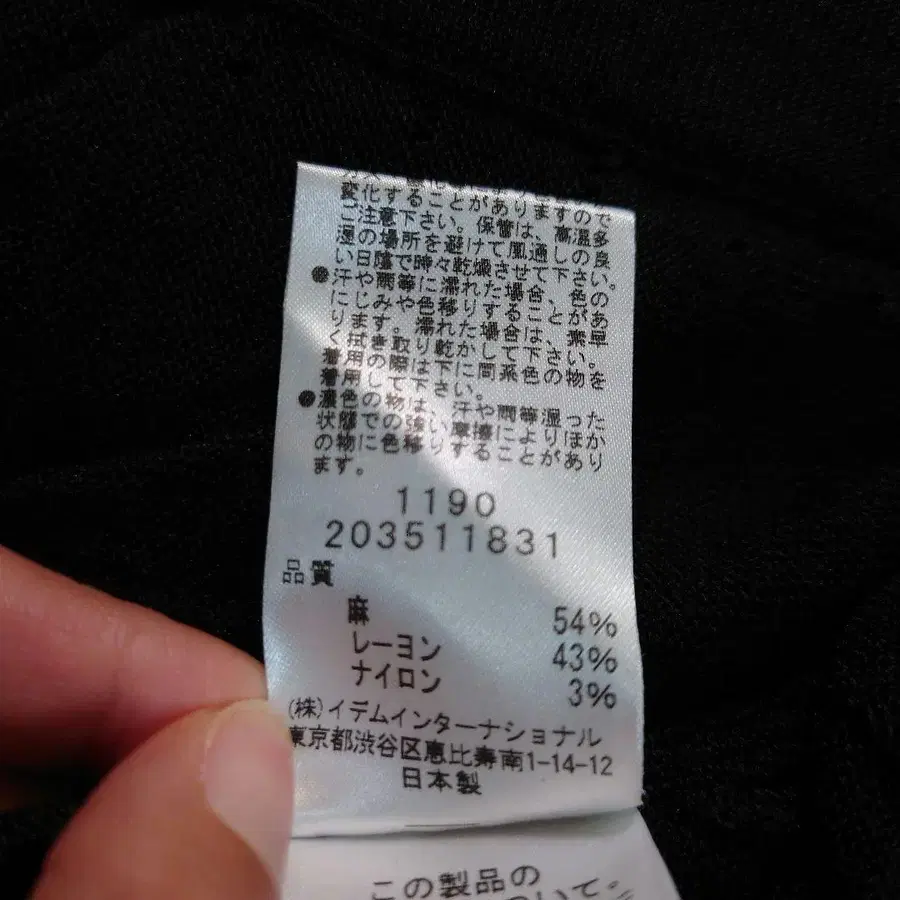 変化することがありますので
ご注意下さい。保管は、高温多
湿の場所を避けて風通しの良
い日陰で時々乾燥させて下さい。
●汗や雨等に濡れた場合、色の
にじみや色移りすることがあ
ります。濡れた場合は、素早
く拭き取り乾かして下さい。
着用の際は下に同系色の物を
着用して下さい。
●濃色の物は、汗や雨等湿った
状態での強い摩擦によりほか
の物に色移りすることがあり
ます。
1190
203511831
品質
麻 54%
レーヨン 43%
ナイロン 3%
(株)イデムインターナショナル
東京都渋谷区恵比寿南1-14-12
日本製
この製品の
いて